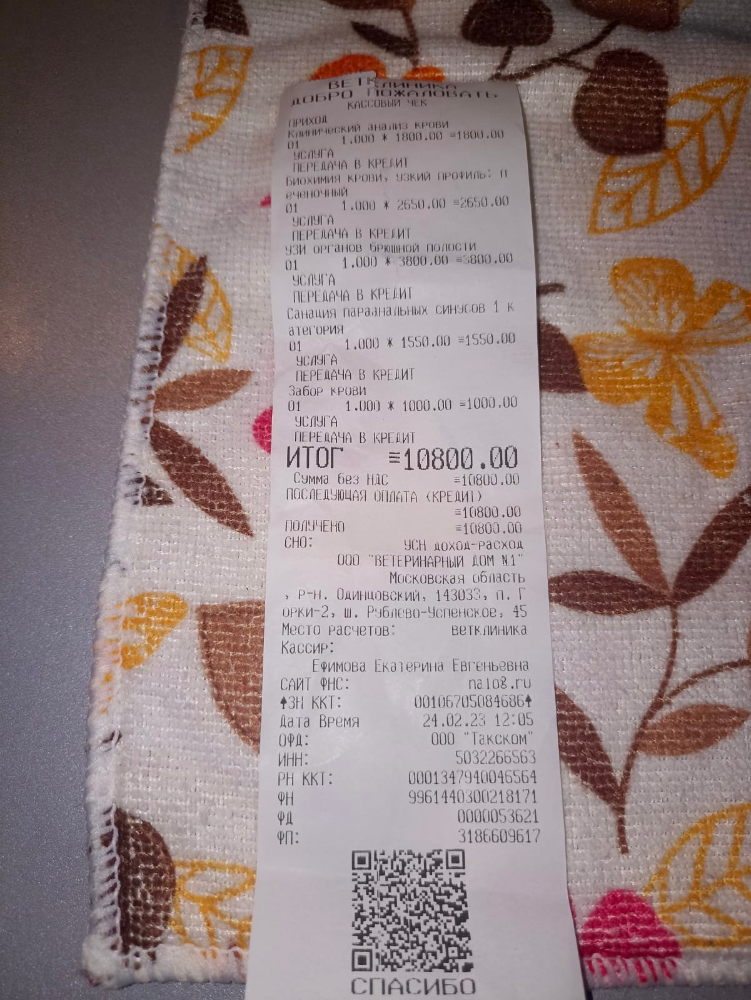 ВЕТКЛИНИКА
ДОБРО ПОЖАЛОВАТЬ
КАССОВЫЙ ЧЕК
ПРИХОД
Клинический анализ крови
01 1.000 * 1800.00 =1800.00
УСЛУГА
ПЕРЕДАЧА В КРЕДИТ
Биохимия крови, узкий профиль: п
еченочный
01 1.000 * 2650.00 =2650.00
УСЛУГА
ПЕРЕДАЧА В КРЕДИТ
УЗИ органов брюшной полости
01 1.000 * 3800.00 =3800.00
УСЛУГА
ПЕРЕДАЧА В КРЕДИТ
Санация параанальных синусов 1 к
атегория
01 1.000 * 1550.00 =1550.00
УСЛУГА
ПЕРЕДАЧА В КРЕДИТ
Забор крови
01 1.000 * 1000.00 =1000.00
УСЛУГА
ПЕРЕДАЧА В КРЕДИТ
ИТОГ =10800.00
Сумма без НДС =10800.00
ПОСЛЕДУЮЩАЯ ОПЛАТА (КРЕДИТ)
=10800.00
ПОЛУЧЕНО =10800.00
СНО: УСН доход-расход
ООО "ВЕТЕРИНАРНЫЙ ДОМ №1"
Московская область
, Р-Н. Одинцовский, 143033, п. Г
орки-2, ш. Рублево-Успенское, 45
Место расчетов: ветклиника
Кассир:
Ефимова Екатерина Евгеньевна
САЙТ ФНС: nalog.ru
ЗН ККТ: 00106705084686
Дата Время 24.02.23 12:05
ОФД: ООО "Такском"
ИНН: 5032266563
РН ККТ: 0001347940046564
ФН 9961440300218171
ФД 0000053621
ФП: 3186609617
СПАСИБО